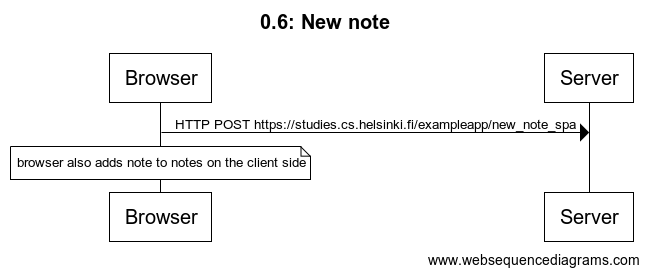 0.6: New note
Browser
Server
HTTP POST https://studies.cs.helsinki.fi/exampleapp/new_note_spa
browser also adds note to notes on the client side
Browser
Server
www.websequencediagrams.com